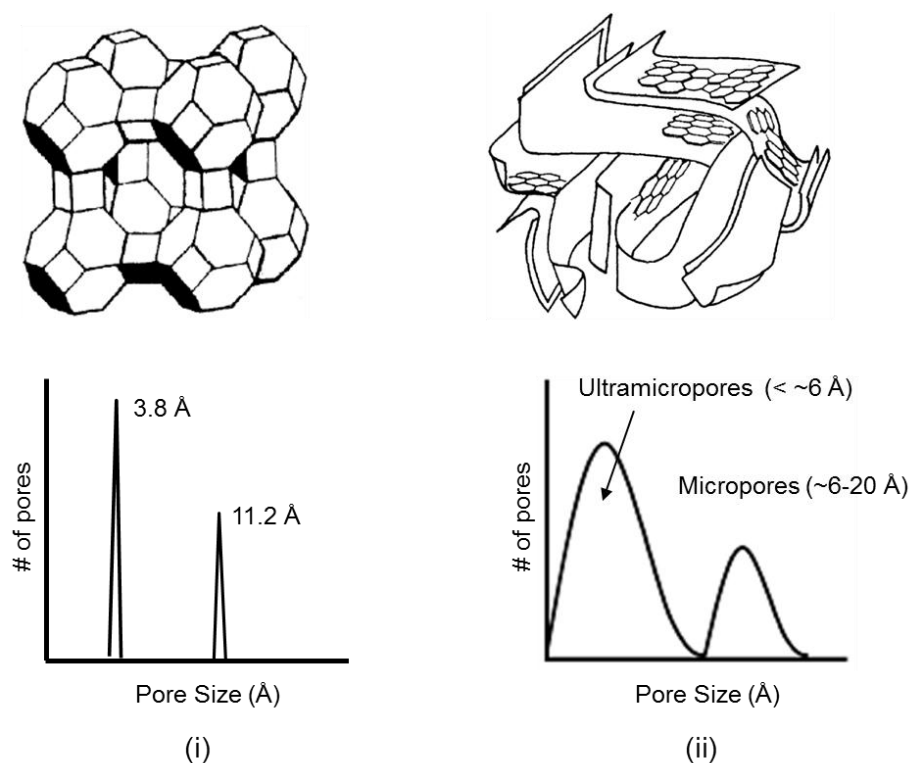 3.8 Å
11.2 Å
# of pores
Pore Size (Å)
(i)
Ultramicropores (< ~6 Å)
Micropores (~6-20 Å)
# of pores
Pore Size (Å)
(ii)